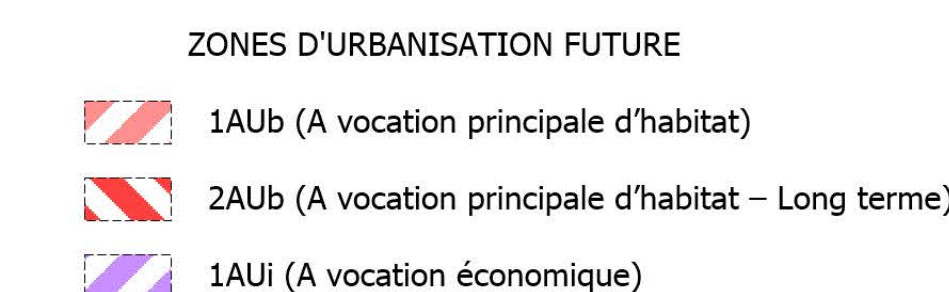 ZONES D'URBANISATION FUTURE
1AUb (A vocation principale d’habitat)
2AUb (A vocation principale d’habitat – Long terme)
1AUi (A vocation économique)